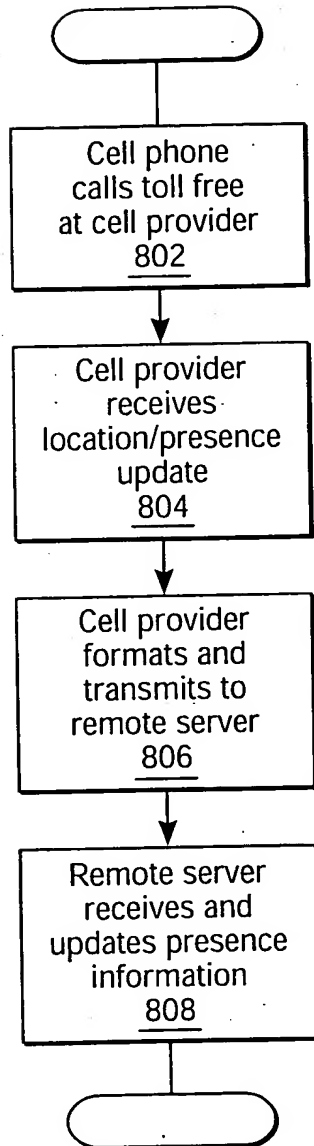 Cell phone
calls toll free
at cell provider
802
Cell provider
receives
location/presence
update
804
Cell provider
formats and
transmits to
remote server
806
Remote server
receives and
updates presence
information
808